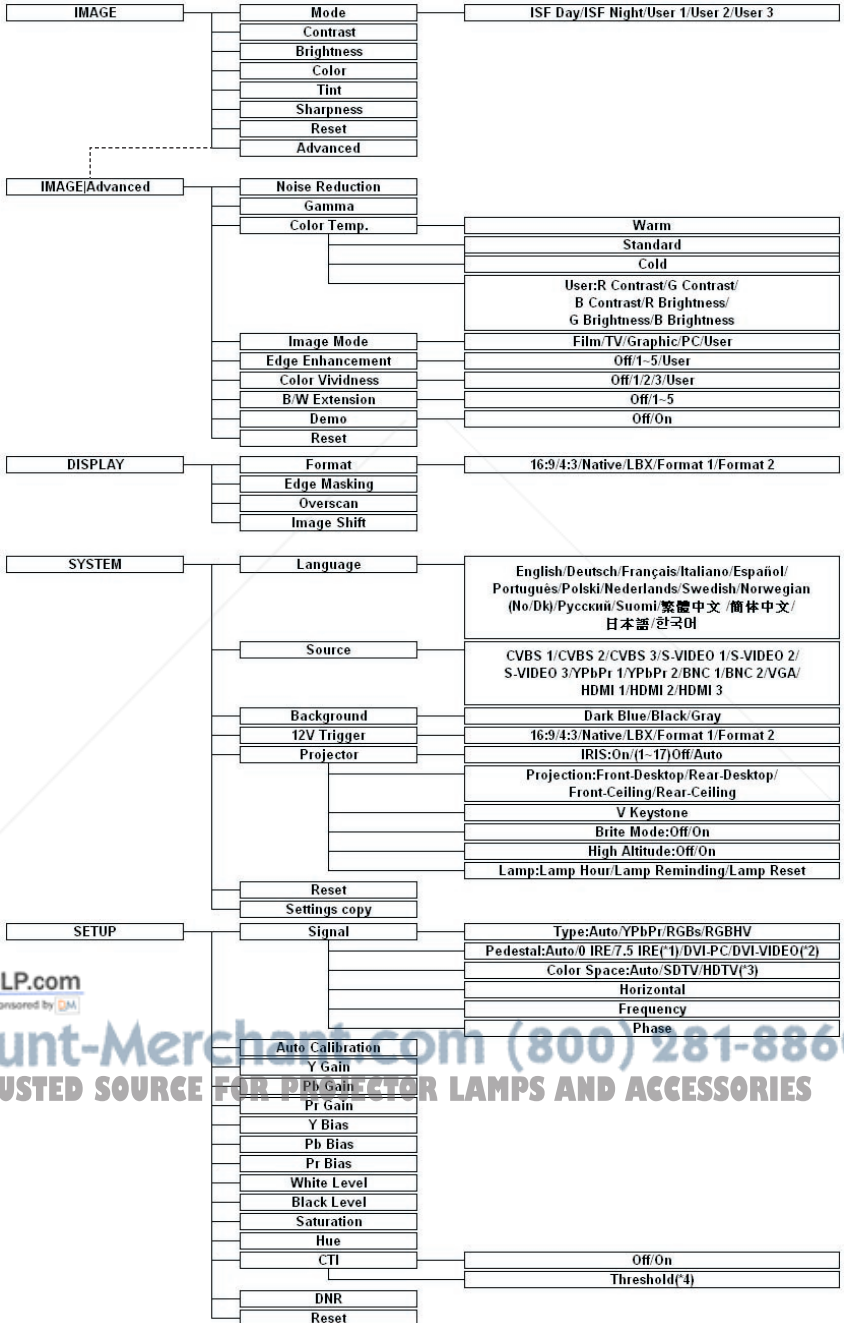 IMAGE
Mode
ISF Day/ISF Night/User 1/User 2/User 3
Contrast
Brightness
Color
Tint
Sharpness
Reset
Advanced
IMAGE|Advanced
Noise Reduction
Gamma
Color Temp.
Warm
Standard
Cold
User:R Contrast/G Contrast/
B Contrast/R Brightness/
G Brightness/B Brightness
Image Mode
Film/TV/Graphic/PC/User
Edge Enhancement
Off/1~5/User
Color Vividness
Off/1/2/3/User
B/W Extension
Off/1~5
Demo
Off/On
Reset
DISPLAY
Format
16:9/4:3/Native/LBX/Format 1/Format 2
Edge Masking
Overscan
Image Shift
SYSTEM
Language
English/Deutsch/Français/Italiano/Español/
Português/Polski/Nederlands/Swedish/Norwegian
(No/Dk)/Русский/Suomi/繁體中文 /简体中文/
日本語/한국어
Source
CVBS 1/CVBS 2/CVBS 3/S-VIDEO 1/S-VIDEO 2/
S-VIDEO 3/YPbPr 1/YPbPr 2/BNC 1/BNC 2/VGA/
HDMI 1/HDMI 2/HDMI 3
Background
Dark Blue/Black/Gray
12V Trigger
16:9/4:3/Native/LBX/Format 1/Format 2
Projector
IRIS:On/(1~17)Off/Auto
Projection:Front-Desktop/Rear-Desktop/
Front-Ceiling/Rear-Ceiling
V Keystone
Brite Mode:Off/On
High Altitude:Off/On
Lamp:Lamp Hour/Lamp Reminding/Lamp Reset
Reset
Settings copy
SETUP
Signal
Type:Auto/YPbPr/RGBs/RGBHV
Pedestal:Auto/0 IRE/7.5 IRE(*1)/DVI-PC/DVI-VIDEO(*2)
Color Space:Auto/SDTV/HDTV(*3)
Horizontal
Frequency
Phase
LP.com
onsored by DM
unt-Merchant.com (800) 281-886
USTED SOURCE FOR PROJECTOR LAMPS AND ACCESSORIES
Auto Calibration
Y Gain
Pb Gain
Pr Gain
Y Bias
Pb Bias
Pr Bias
White Level
Black Level
Saturation
Hue
CTI
Off/On
Threshold(*4)
DNR
Reset